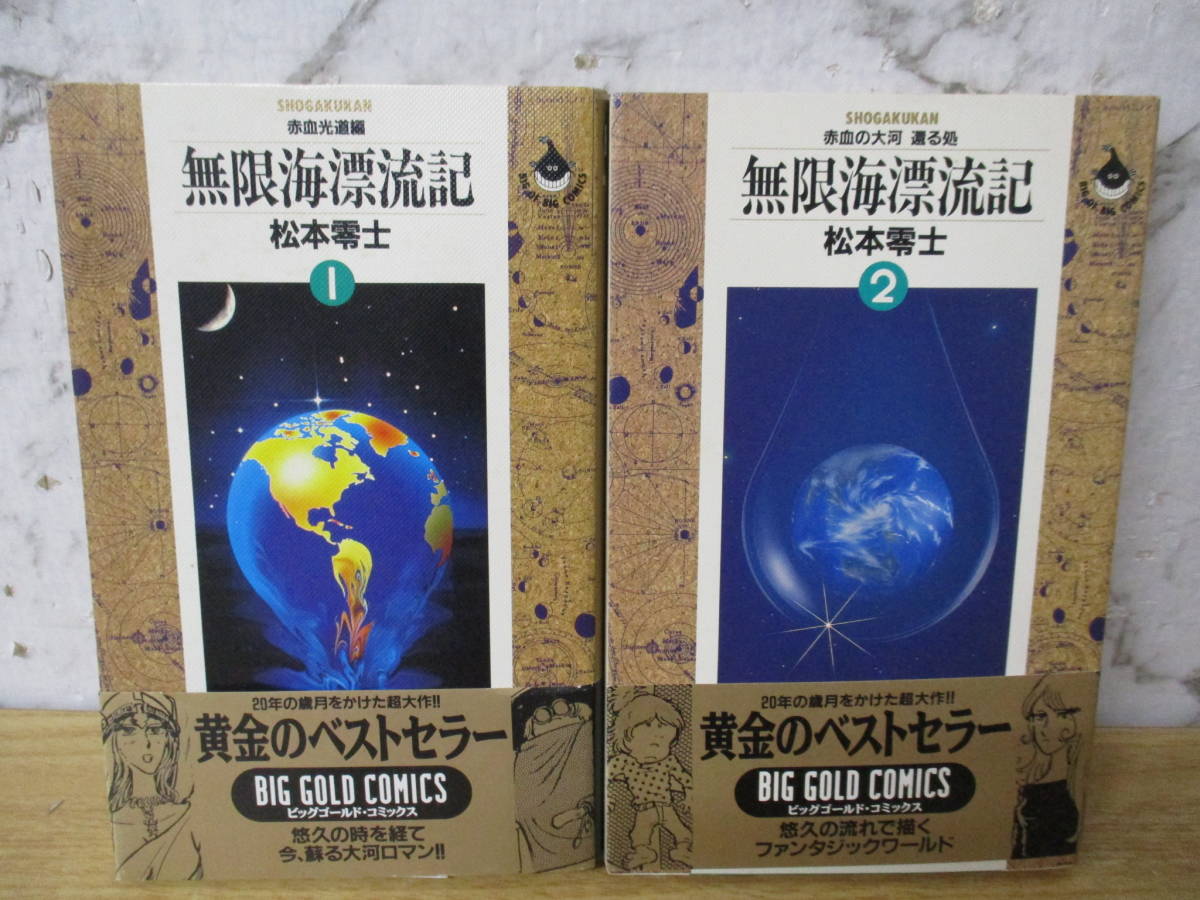 SHOGAKUKAN
赤血光道編
無限海漂流記
松本零士
1
BIG COMICS
20年の歳月をかけた超大作!!
黄金のベストセラー
BIG GOLD COMICS
ビッグゴールド・コミックス
悠久の時を経て
今、蘇る大河ロマン!!
SHOGAKUKAN
赤血の大河 還る処
無限海漂流記
松本零士
2
BIG COMICS
20年の歳月をかけた超大作!!
黄金のベストセラー
BIG GOLD COMICS
ビッグゴールド・コミックス
悠久の流れで描く
ファンタジックワールド